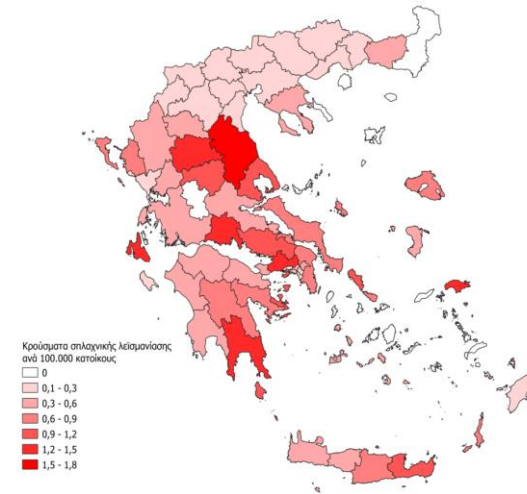 Κρούσματα σπλαχνικής λεϊσμανίασης
ανά 100.000 κατοίκους
0
0,1 - 0,3
0,3 - 0,6
0,6 - 0,9
0,9 - 1,2
1,2 - 1,5
1,5 - 1,8